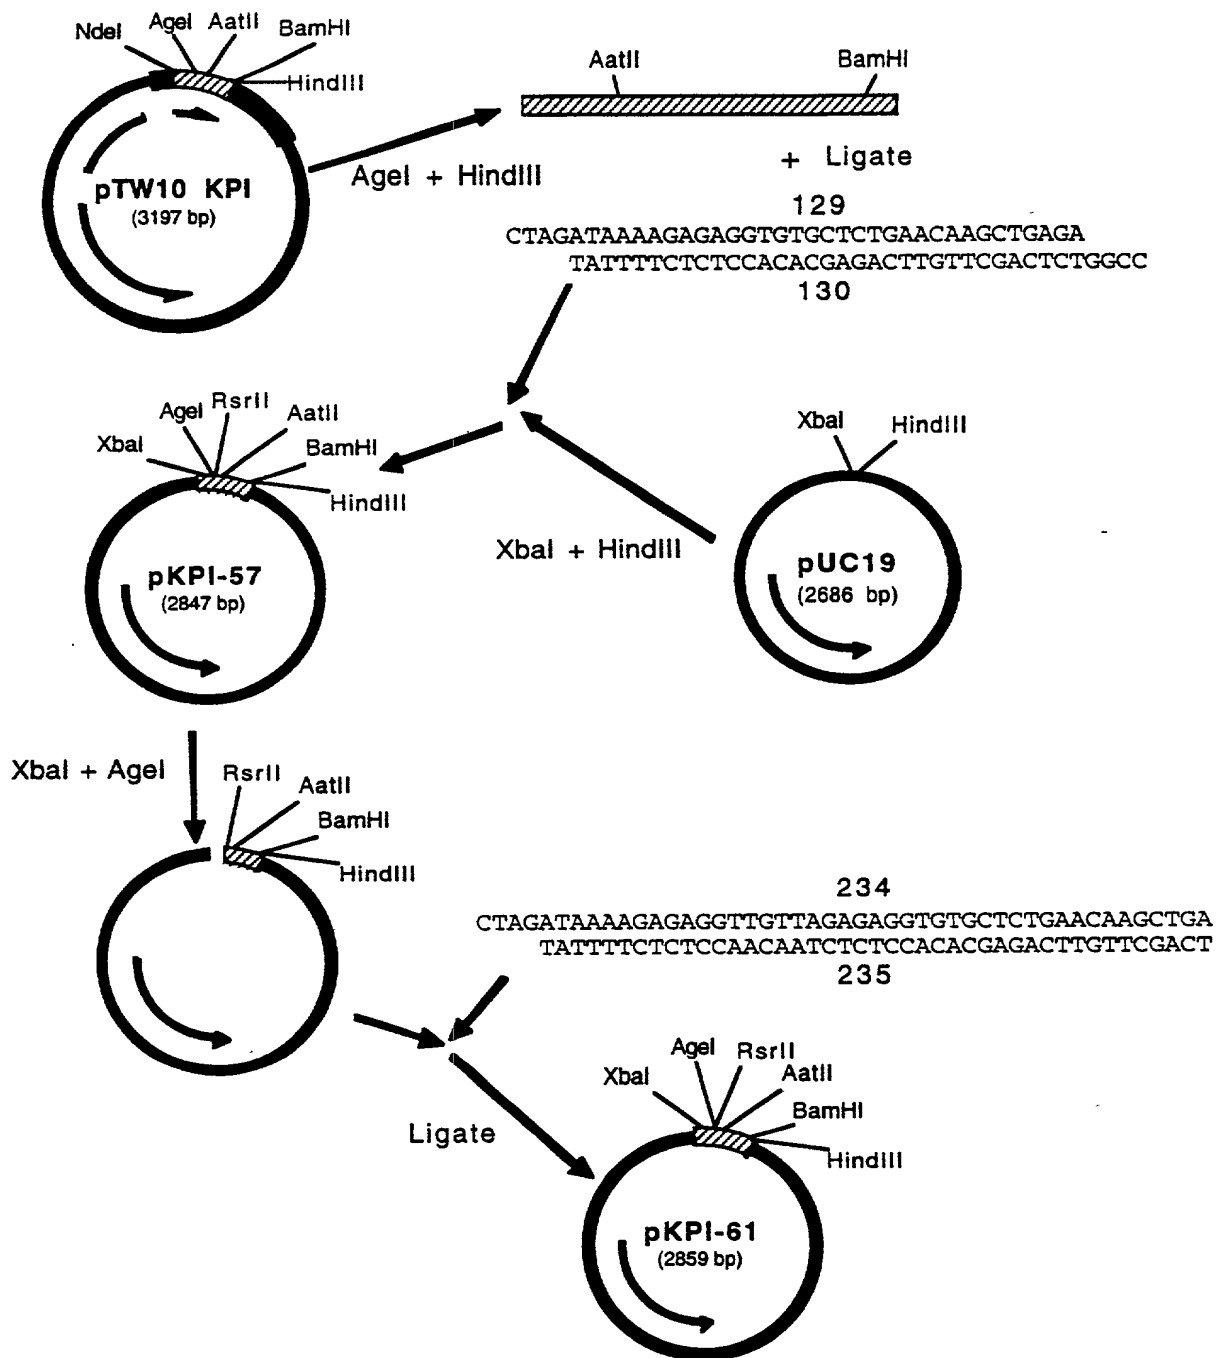 NdeI AgeI AatII BamHI
HindIII
pTW10 KPI
(3197 bp)
AgeI + HindIII
AatII BamHI
+ Ligate
129
CTAGATAAAAGAGAGGTGTGCTCTGAACAAGCTGAGA
TATTTTCTCTCCACACGAGACTTGTTCGACTCTGGCC
130
XbaI AgeI RsrII AatII
BamHI
HindIII
pKPI-57
(2847 bp)
XbaI + HindIII
XbaI HindIII
pUC19
(2686 bp)
XbaI + AgeI
RsrII AatII
BamHI
HindIII
234
CTAGATAAAAGAGAGGTTGTTAGAGAGGTGTGCTCTGAACAAGCTGA
TATTTTCTCTCCAACAATCTCTCCACACGAGACTTGTTCGACT
235
Ligate
XbaI AgeI RsrII AatII
BamHI
HindIII
pKPI-61
(2859 bp)